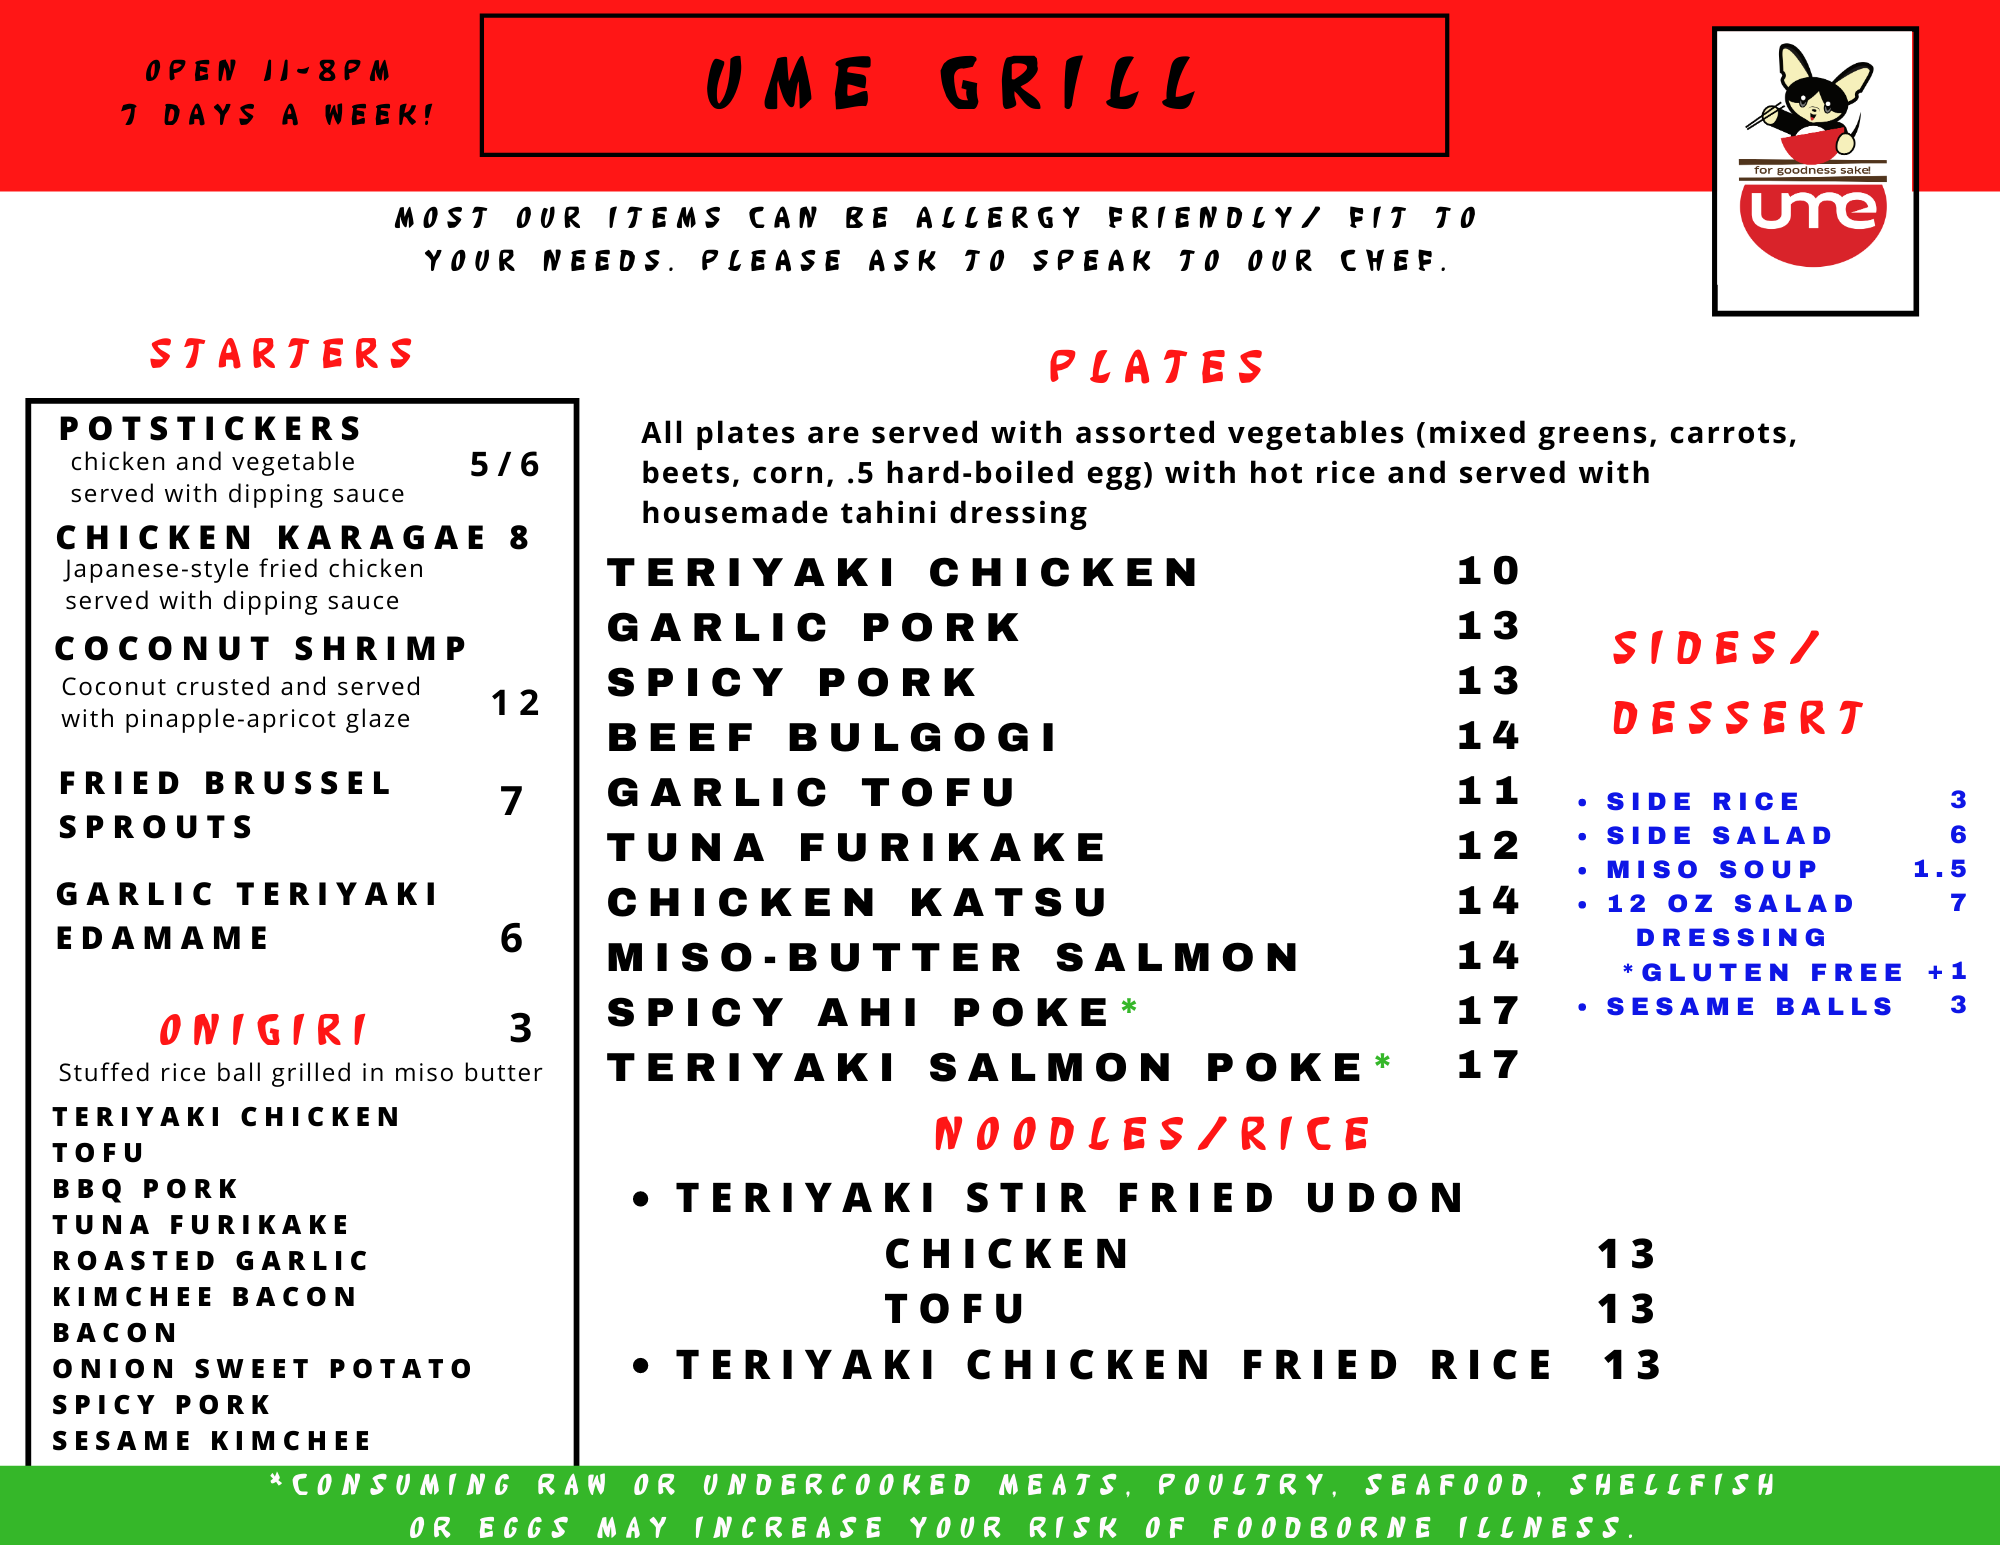 OPEN 11-8PM
7 DAYS A WEEK!
UME GRILL
for goodness sake!
ume
MOST OUR ITEMS CAN BE ALLERGY FRIENDLY/ FIT TO
YOUR NEEDS. PLEASE ASK TO SPEAK TO OUR CHEF.
STARTERS
POTSTICKERS
chicken and vegetable
served with dipping sauce 5/6
CHICKEN KARAGAE 8
Japanese-style fried chicken
served with dipping sauce
COCONUT SHRIMP
Coconut crusted and served
with pinapple-apricot glaze 12
FRIED BRUSSEL
SPROUTS 7
GARLIC TERIYAKI
EDAMAME 6
ONIGIRI 3
Stuffed rice ball grilled in miso butter
TERIYAKI CHICKEN
TOFU
BBQ PORK
TUNA FURIKAKE
ROASTED GARLIC
KIMCHEE BACON
BACON
ONION SWEET POTATO
SPICY PORK
SESAME KIMCHEE
PLATES
All plates are served with assorted vegetables (mixed greens, carrots,
beets, corn, .5 hard-boiled egg) with hot rice and served with
housemade tahini dressing
TERIYAKI CHICKEN 10
GARLIC PORK 13
SPICY PORK 13
BEEF BULGOGI 14
GARLIC TOFU 11
TUNA FURIKAKE 12
CHICKEN KATSU 14
MISO-BUTTER SALMON 14
SPICY AHI POKE* 17
TERIYAKI SALMON POKE* 17
NOODLES/RICE
• TERIYAKI STIR FRIED UDON
CHICKEN 13
TOFU 13
• TERIYAKI CHICKEN FRIED RICE 13
SIDES/
DESSERT
• SIDE RICE 3
• SIDE SALAD 6
• MISO SOUP 1.5
• 12 OZ SALAD 7
DRESSING
*GLUTEN FREE +1
• SESAME BALLS 3
*CONSUMING RAW OR UNDERCOOKED MEATS, POULTRY, SEAFOOD, SHELLFISH
OR EGGS MAY INCREASE YOUR RISK OF FOODBORNE ILLNESS.